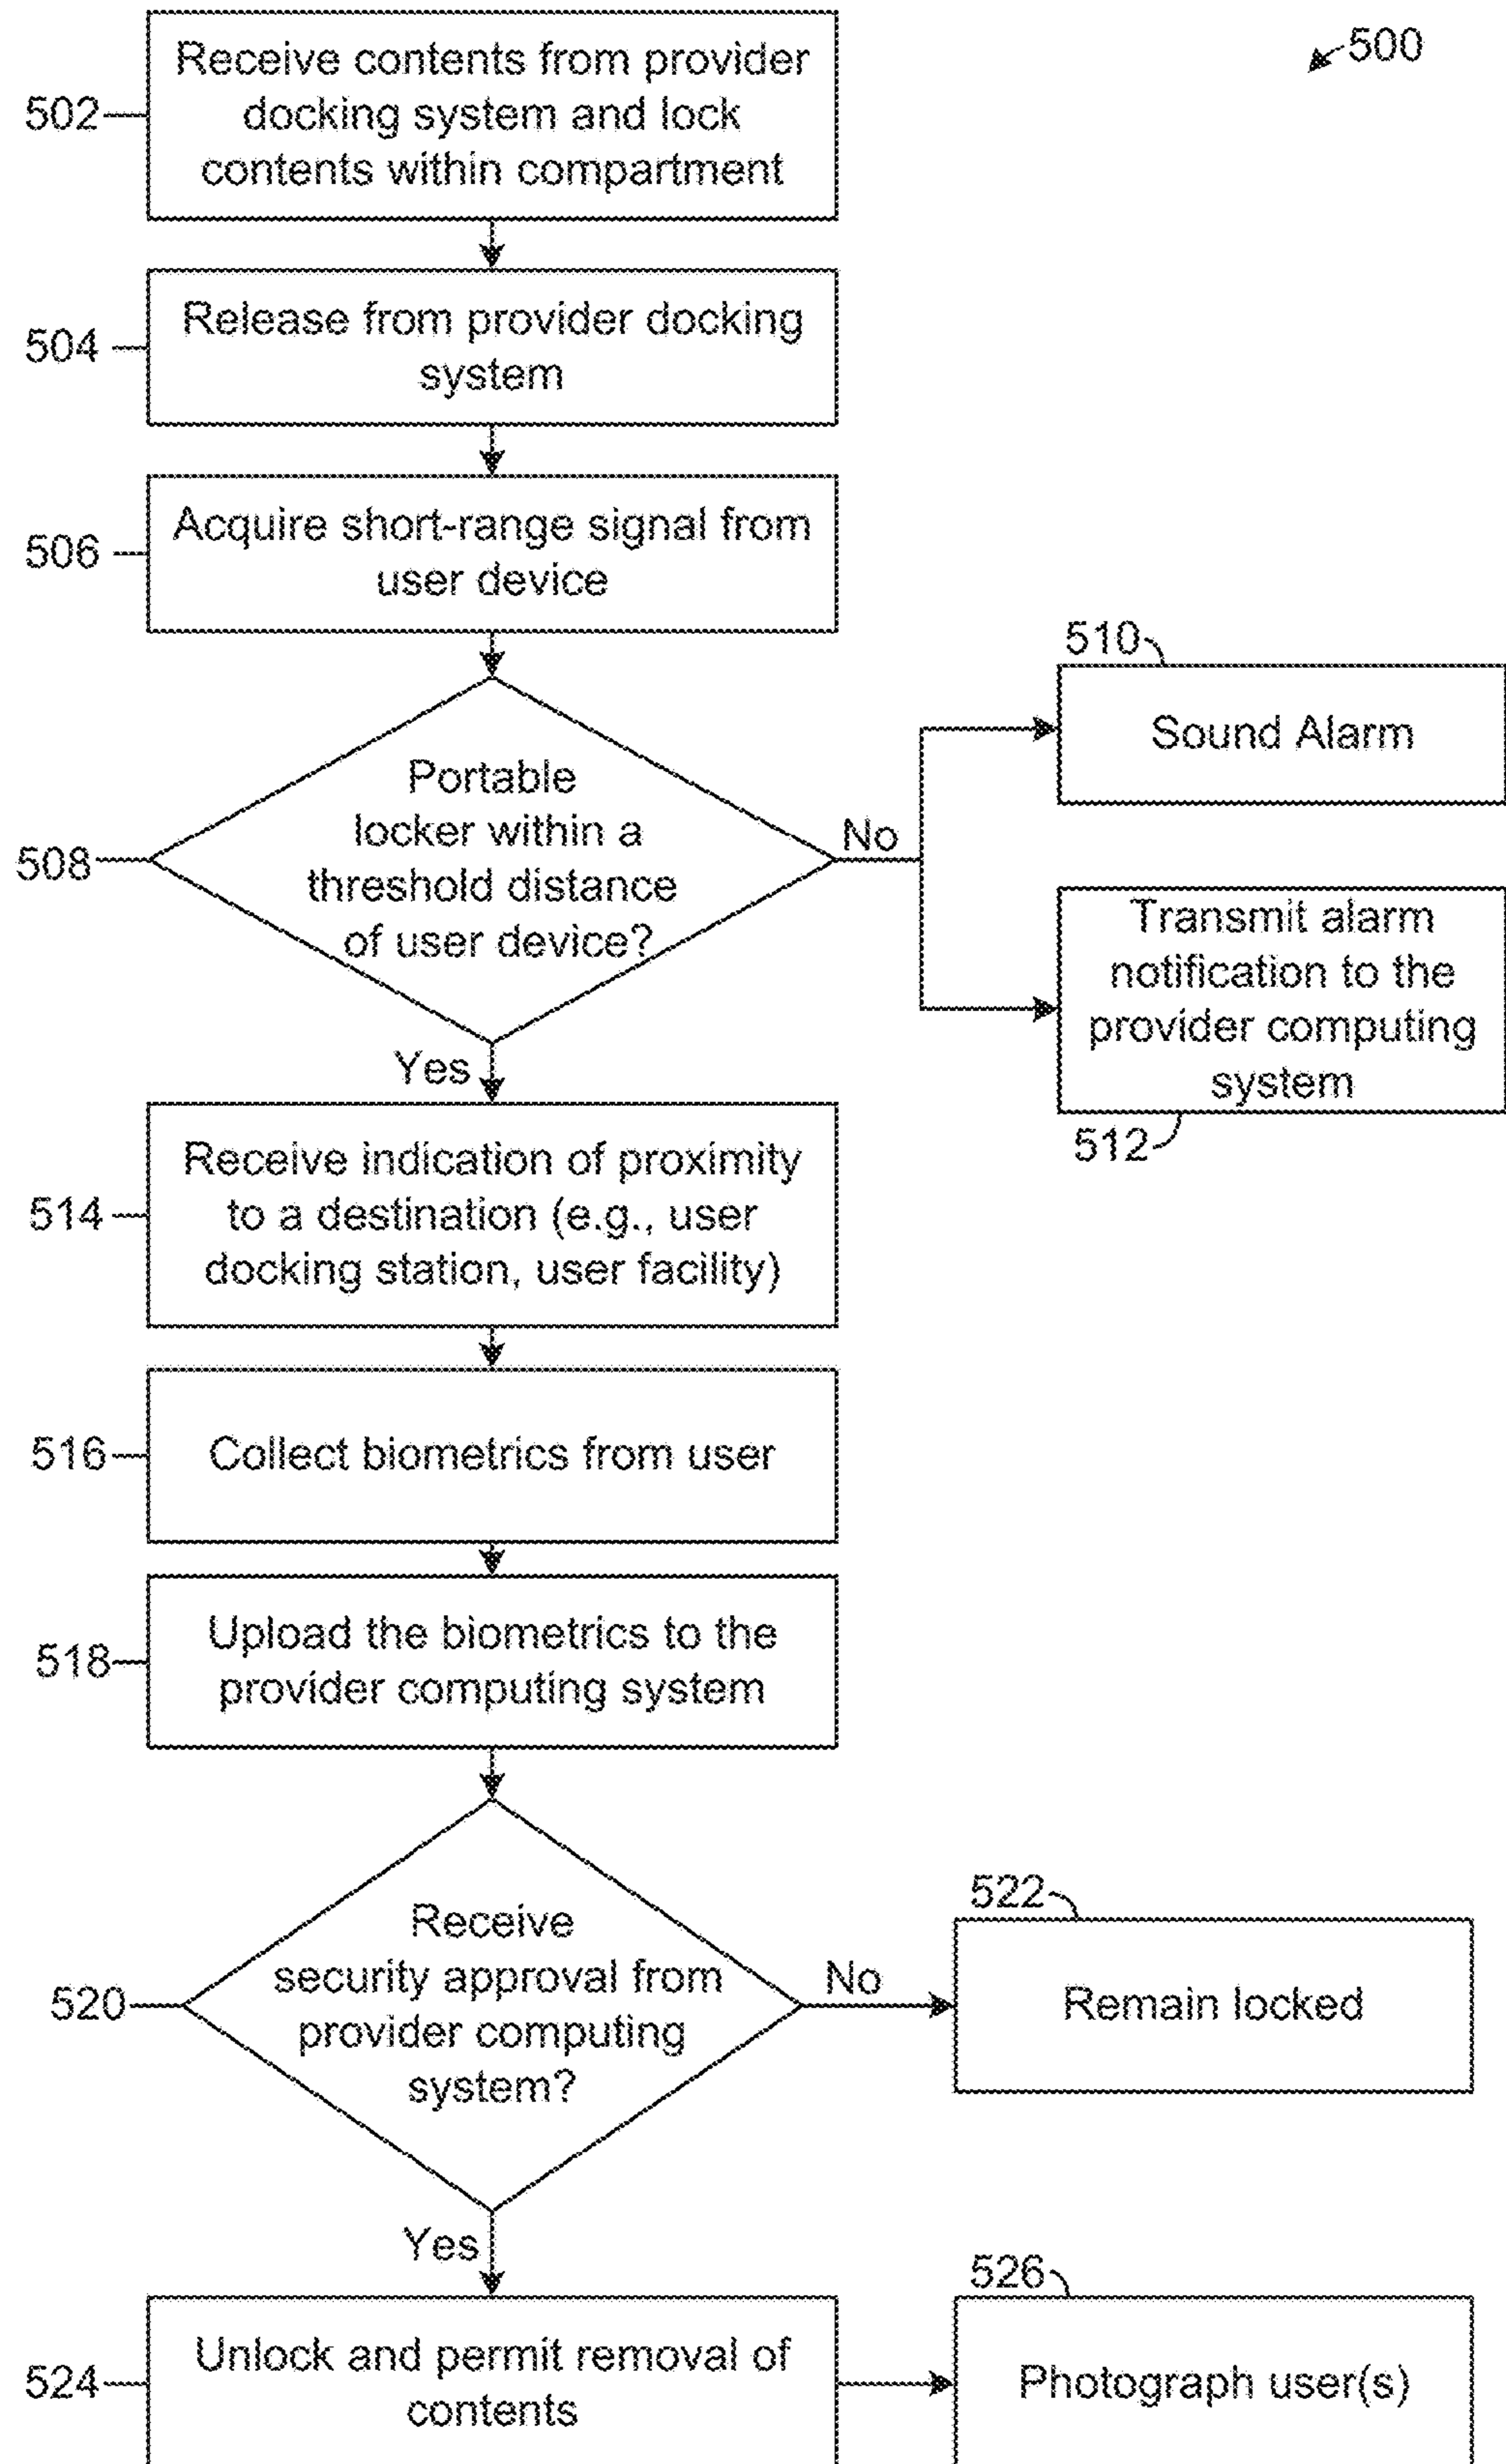 500
502
Receive contents from provider
docking system and lock
contents within compartment
504
Release from provider docking
system
506
Acquire short-range signal from
user device
508
Portable
locker within a
threshold distance
of user device?
No
510
Sound Alarm
Transmit alarm
notification to the
provider computing
system
512
Yes
514
Receive indication of proximity
to a destination (e.g., user
docking station, user facility)
516
Collect biometrics from user
518
Upload the biometrics to the
provider computing system
520
Receive
security approval from
provider computing
system?
No
522
Remain locked
Yes
524
Unlock and permit removal of
contents
526
Photograph user(s)